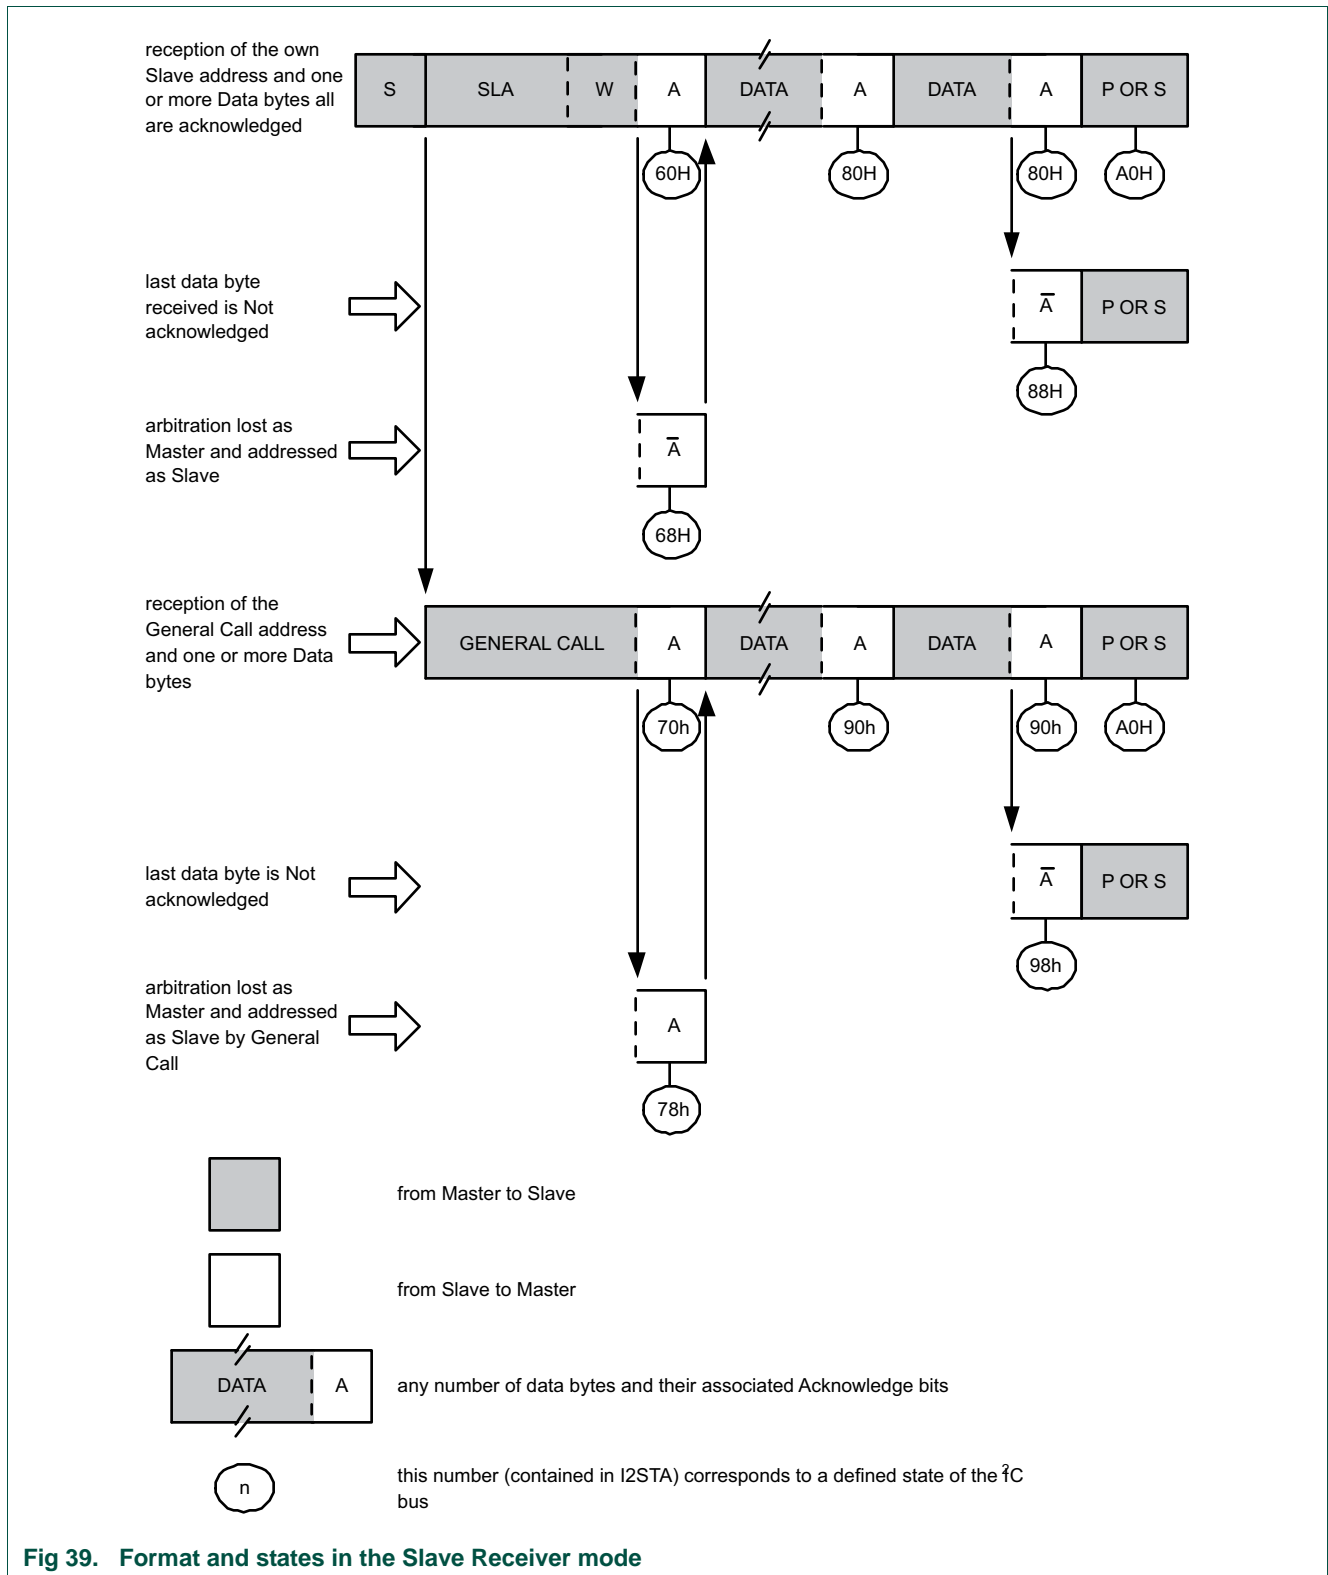 reception of the own
Slave address and one
or more Data bytes all
are acknowledged
S SLA W A DATA A DATA A P OR S
60H 80H 80H A0H
last data byte
received is Not
acknowledged
A̅ P OR S
88H
arbitration lost as
Master and addressed
as Slave
A̅
68H
reception of the
General Call address
and one or more Data
bytes
GENERAL CALL A DATA A DATA A P OR S
70h 90h 90h A0H
last data byte is Not
acknowledged
A̅ P OR S
98h
arbitration lost as
Master and addressed
as Slave by General
Call
A
78h
from Master to Slave
from Slave to Master
DATA A
any number of data bytes and their associated Acknowledge bits
n
this number (contained in I2STA) corresponds to a defined state of the I²C
bus
Fig 39. Format and states in the Slave Receiver mode